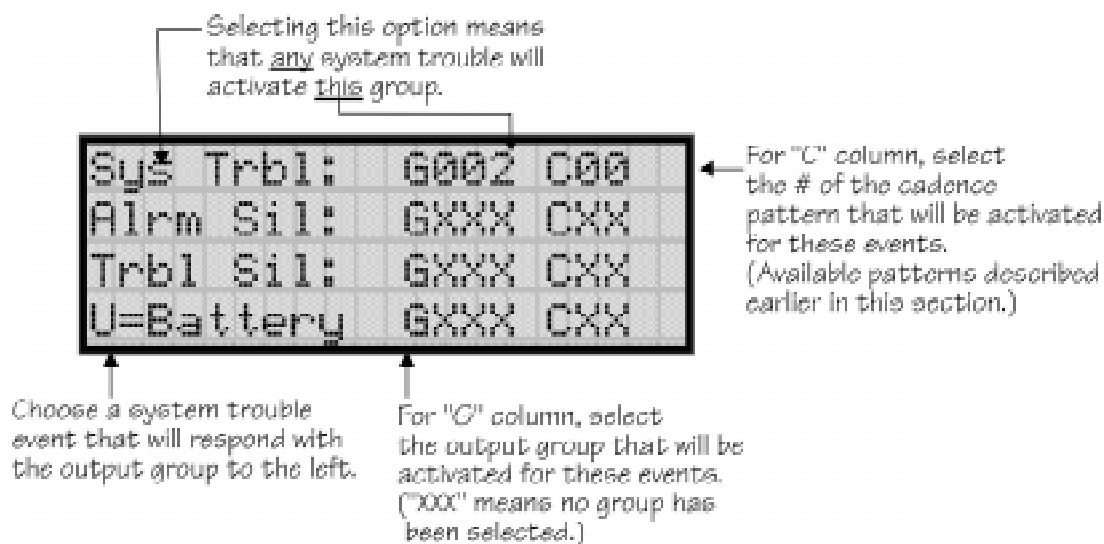 Selecting this option means
that any system trouble will
activate this group.
Sys Trbl: G002 C00
Alrm Sil: GXXX CXX
Trbl Sil: GXXX CXX
U=Battery GXXX CXX
For "C" column, select
the # of the cadence
pattern that will be activated
for these events.
(Available patterns described
earlier in this section.)
Choose a system trouble
event that will respond with
the output group to the left.
For "G" column, select
the output group that will be
activated for these events.
("XXX" means no group has
been selected.)